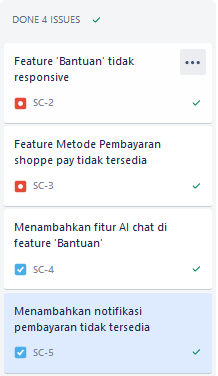 DONE 4 ISSUES
Feature 'Bantuan' tidak
responsive
SC-2
Feature Metode Pembayaran
shoppe pay tidak tersedia
SC-3
Menambahkan fitur AI chat di
feature 'Bantuan'
SC-4
Menambahkan notifikasi
pembayaran tidak tersedia
SC-5